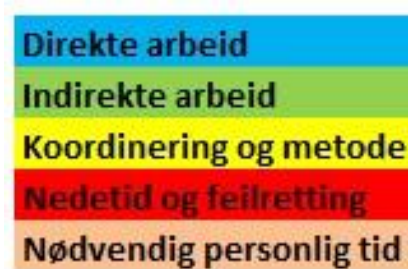 Direkte arbeid
Indirekte arbeid
Koordinering og metode
Nedetid og feilretting
Nødvendig personlig tid